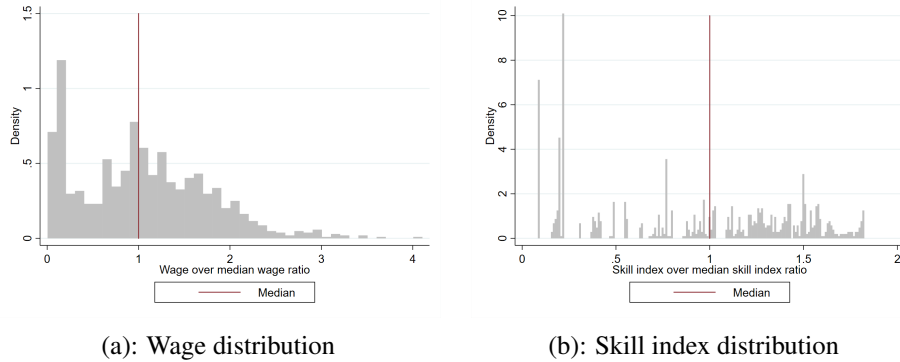 Density
1.5
1
.5
0
0 1 2 3 4
Wage over median wage ratio
Median
(a): Wage distribution
Density
10
8
6
4
2
0
0 .5 1 1.5 2
Skill index over median skill index ratio
Median
(b): Skill index distribution